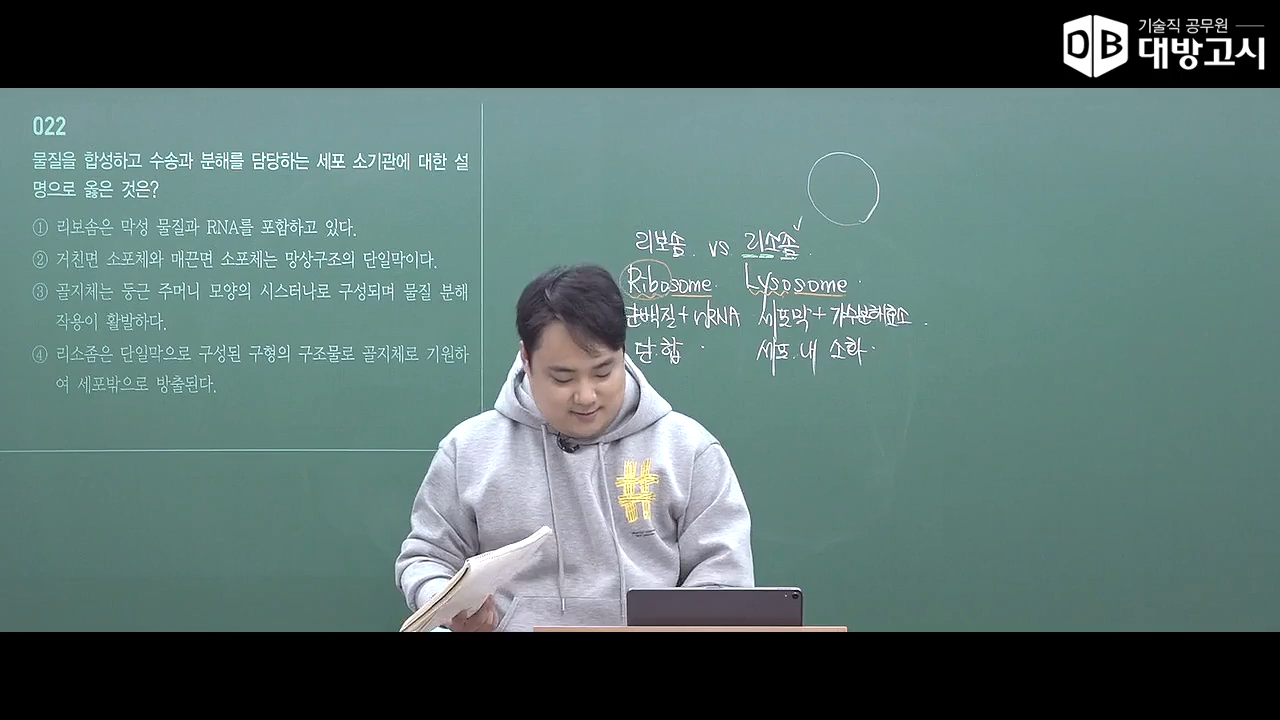 기술직 공무원
DB 대방고시
022
물질을 합성하고 수송과 분해를 담당하는 세포 소기관에 대한 설
명으로 옳은 것은?
① 리보솜은 막성 물질과 RNA를 포함하고 있다.
② 거친면 소포체와 매끈면 소포체는 망상구조의 단일막이다.
③ 골지체는 둥근 주머니 모양의 시스터나로 구성되며 물질 분해
작용이 활발하다.
④ 리소좀은 단일막으로 구성된 구형의 구조물로 골지체로 기원하
여 세포밖으로 방출된다.
리보솜 vs 리소좀
Ribosome Lysosome
단백질 + rRNA 세포막 + 가수분해효소
단.합 세포 내 소화